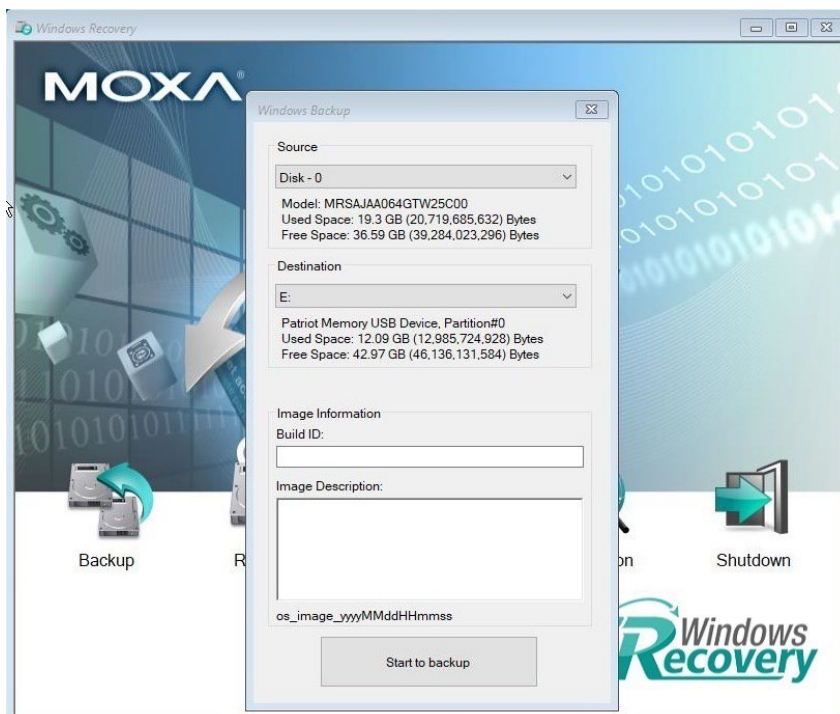 Windows Recovery
MOXA®
Windows Backup
Source
Disk - 0
Model: MRSAJAA064GTW25C00
Used Space: 19.3 GB (20,719,685,632) Bytes
Free Space: 36.59 GB (39,284,023,296) Bytes
Destination
E:
Patriot Memory USB Device, Partition#0
Used Space: 12.09 GB (12,985,724,928) Bytes
Free Space: 42.97 GB (46,136,131,584) Bytes
Image Information
Build ID:
Image Description:
os_image_yyyyMMddHHmmss
Start to backup
Backup
R
on
Shutdown
Windows
Recovery